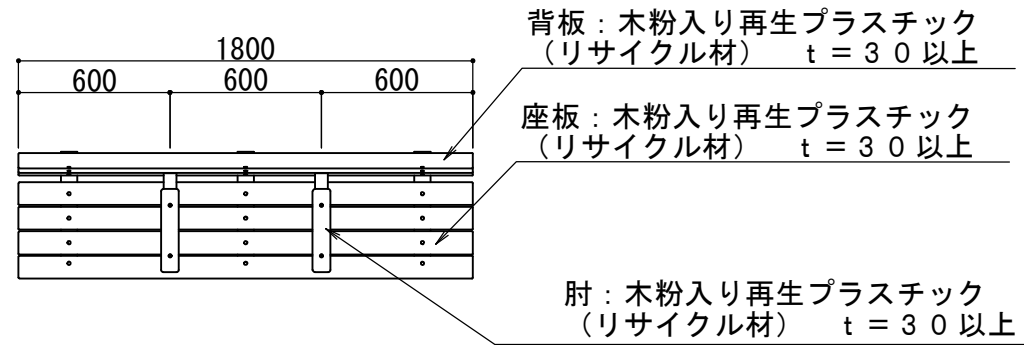 背板：木粉入り再生プラスチック
（リサイクル材）　ｔ＝３０以上
1800
600 600 600
座板：木粉入り再生プラスチック
（リサイクル材）　ｔ＝３０以上
肘：木粉入り再生プラスチック
（リサイクル材）　ｔ＝３０以上